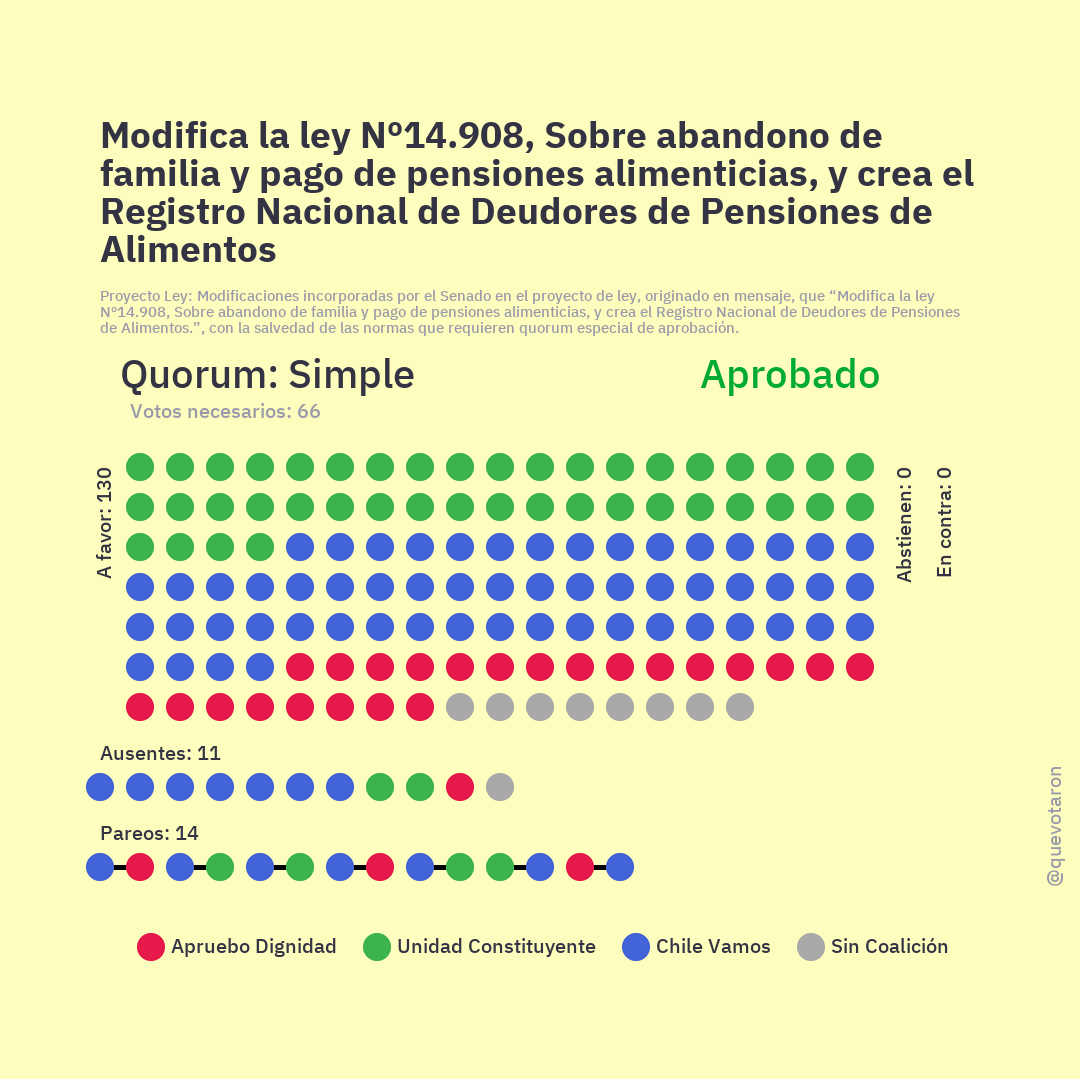 Modifica la ley Nº14.908, Sobre abandono de
familia y pago de pensiones alimenticias, y crea el
Registro Nacional de Deudores de Pensiones de
Alimentos
Proyecto Ley: Modificaciones incorporadas por el Senado en el proyecto de ley, originado en mensaje, que “Modifica la ley
N°14.908, Sobre abandono de familia y pago de pensiones alimenticias, y crea el Registro Nacional de Deudores de Pensiones
de Alimentos.”, con la salvedad de las normas que requieren quorum especial de aprobación.
Quorum: Simple
Aprobado
Votos necesarios: 66
A favor: 130
Abstienen: 0
En contra: 0
Ausentes: 11
Pareos: 14
@quevotaron
Apruebo Dignidad
Unidad Constituyente
Chile Vamos
Sin Coalición